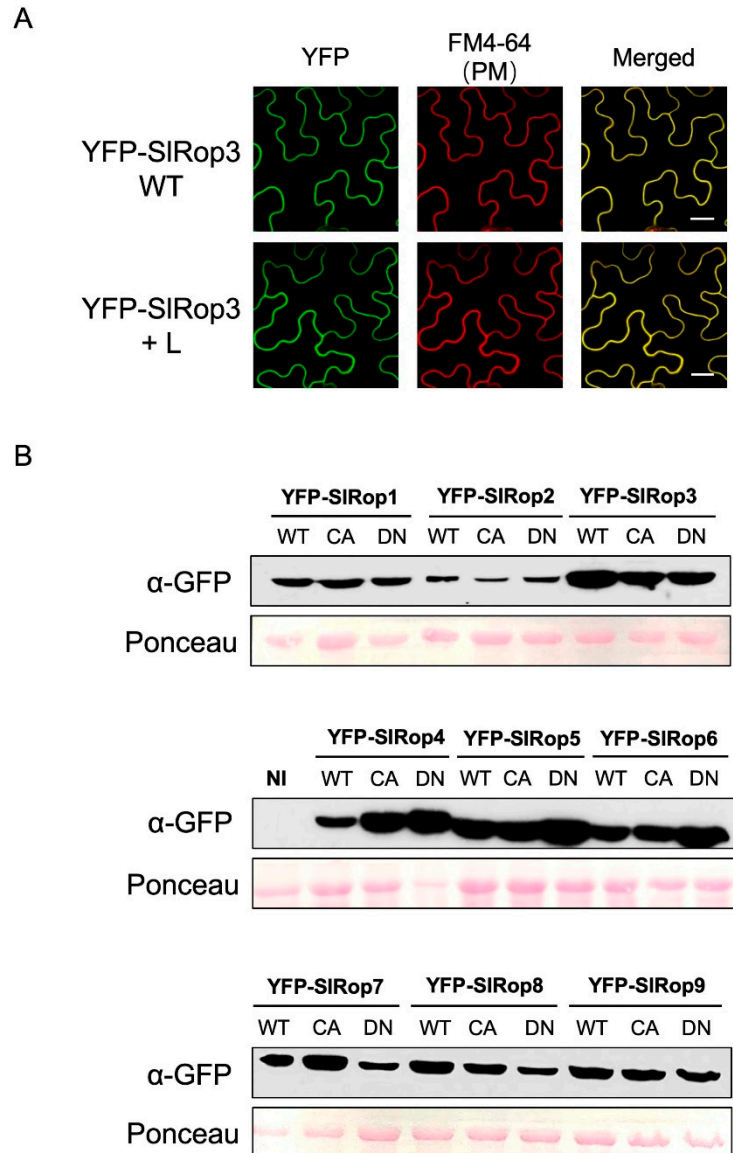 A
YFP
FM4-64
(PM)
Merged
YFP-SlRop3
WT
YFP-SlRop3
+ L
B
YFP-SlRop1 YFP-SlRop2 YFP-SlRop3
WT CA DN WT CA DN WT CA DN
α-GFP
Ponceau
YFP-SlRop4 YFP-SlRop5 YFP-SlRop6
NI WT CA DN WT CA DN WT CA DN
α-GFP
Ponceau
YFP-SlRop7 YFP-SlRop8 YFP-SlRop9
WT CA DN WT CA DN WT CA DN
α-GFP
Ponceau